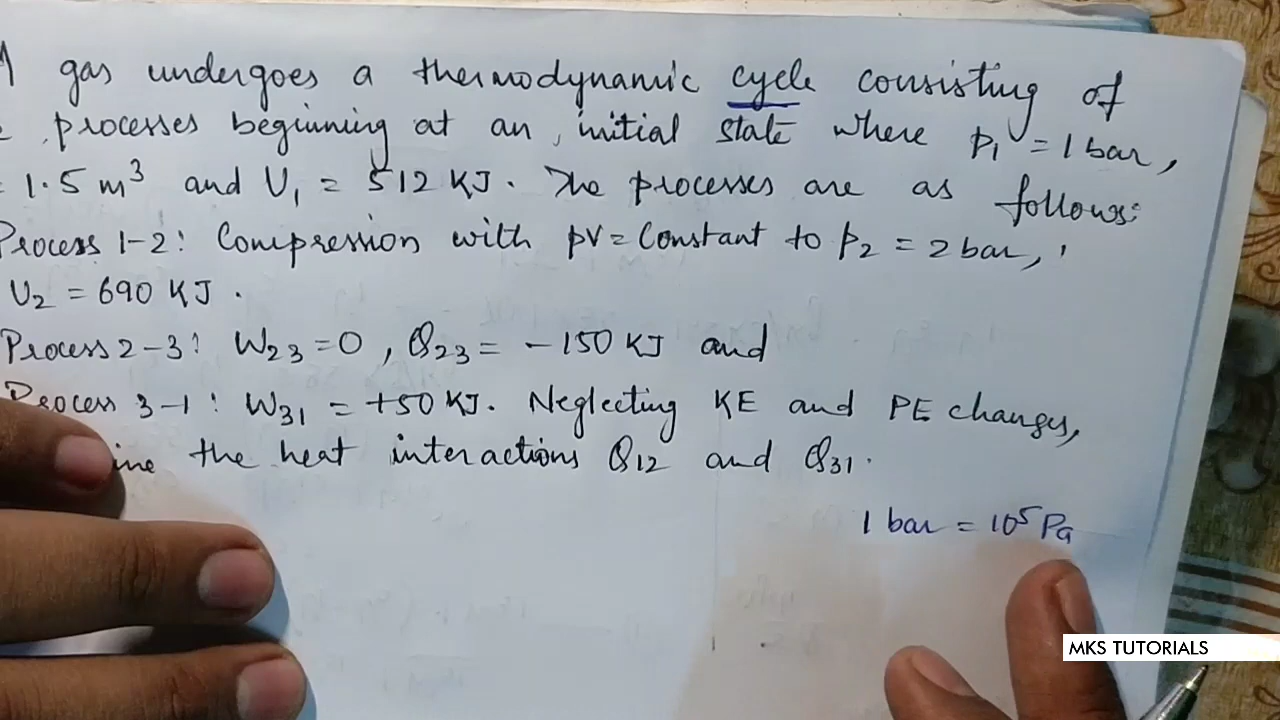 gas undergoes a thermodynamic cycle consisting of
processes beginning at an initial state where p₁ = 1 bar,
= 1.5 m³ and U₁ = 512 KJ. The processes are as follows:
Process 1-2: Compression with pV = Constant to p₂ = 2 bar,
U₂ = 690 KJ.
Process 2-3: W₂₃ = 0, Q₂₃ = -150 KJ and
Process 3-1: W₃₁ = +50 KJ. Neglecting KE and PE changes,
ine the heat interactions Q₁₂ and Q₃₁.
1 bar = 10⁵ Pa
MKS TUTORIALS